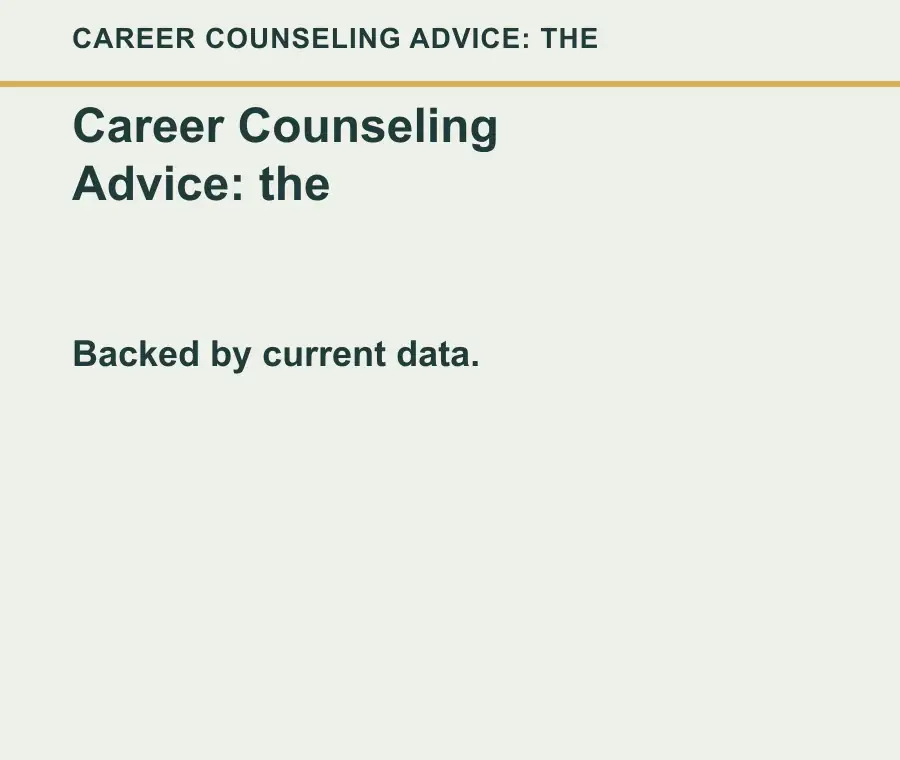 CAREER COUNSELING ADVICE: THE
Career Counseling
Advice: the
Backed by current data.